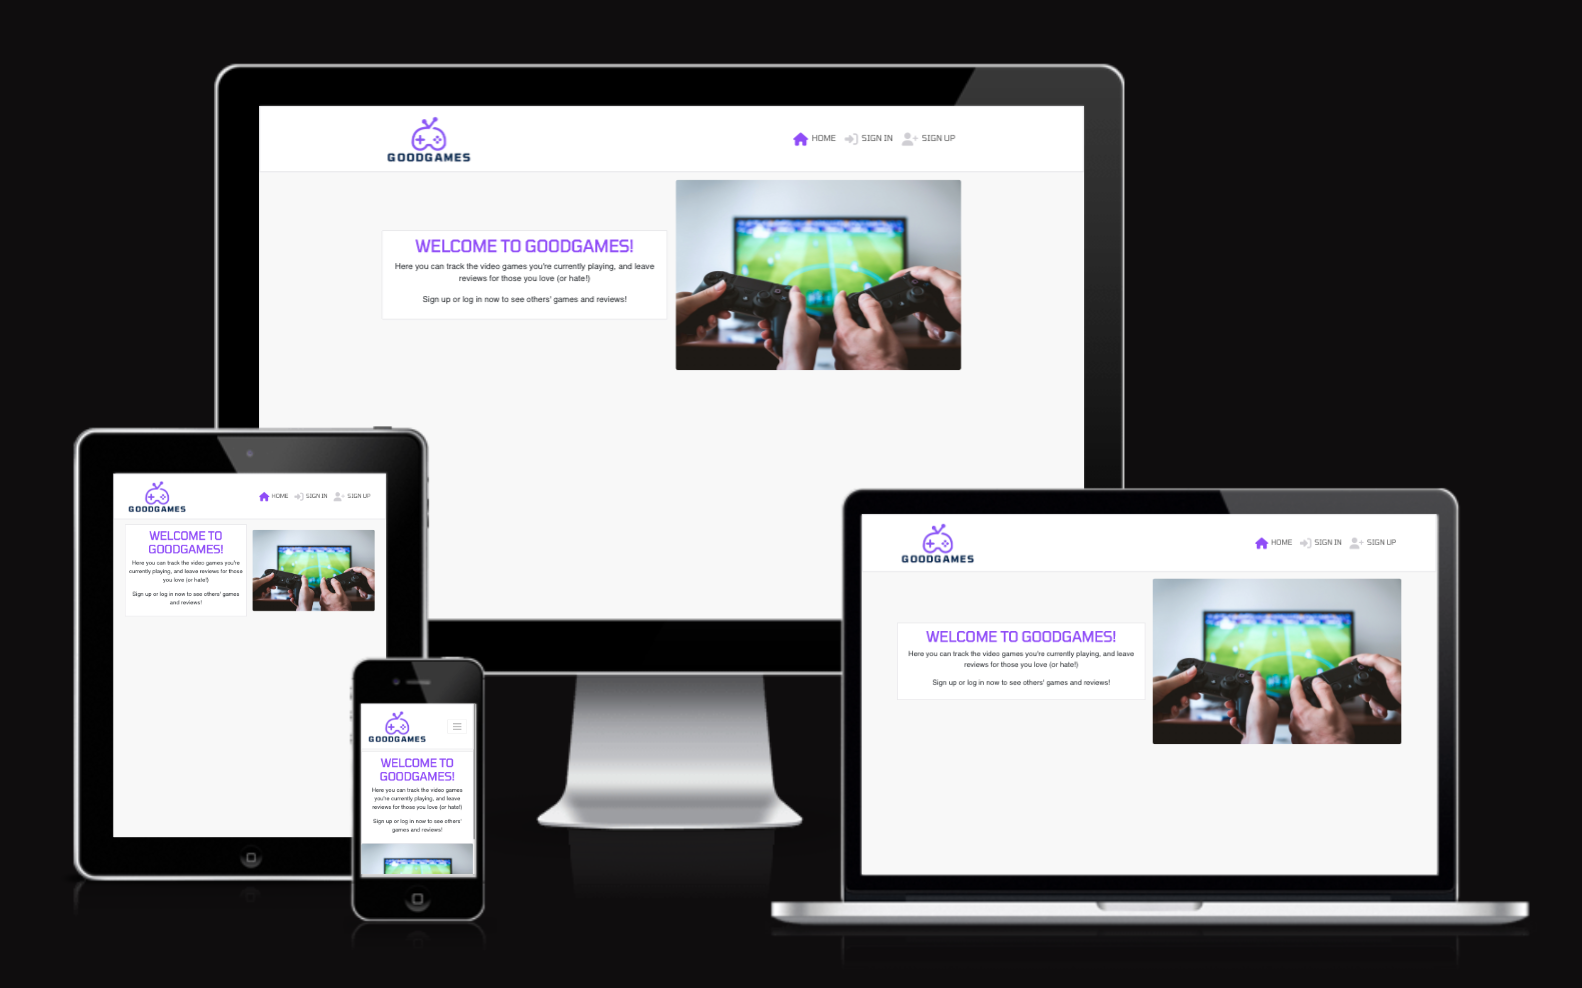 GOODGAMES
HOME SIGN IN SIGN UP
WELCOME TO GOODGAMES!
Here you can track the video games you're currently playing, and leave
reviews for those you love (or hate!)
Sign up or log in now to see others' games and reviews!
GOODGAMES
HOME SIGN IN SIGN UP
WELCOME TO
GOODGAMES!
Here you can track the video games you're
currently playing, and leave reviews for those
you love (or hate!)
Sign up or log in now to see others' games
and reviews!
GOODGAMES
WELCOME TO
GOODGAMES!
Here you can track the video games
you're currently playing, and leave
reviews for those you love (or hate!)
Sign up or log in now to see others'
games and reviews!
GOODGAMES
HOME SIGN IN SIGN UP
WELCOME TO GOODGAMES!
Here you can track the video games you're currently playing, and leave
reviews for those you love (or hate!)
Sign up or log in now to see others' games and reviews!